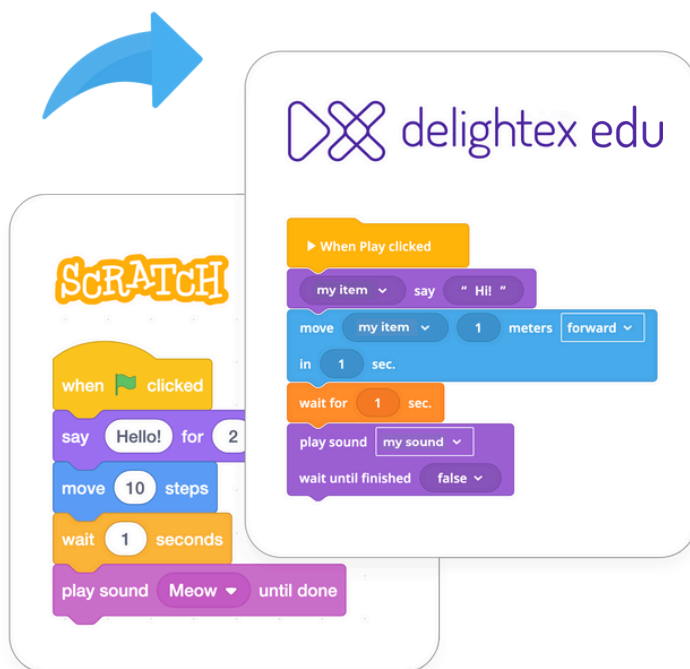 delightex edu
When Play clicked
my item say “ Hi! ”
move my item 1 meters forward
in 1 sec.
wait for 1 sec.
play sound my sound
wait until finished false
SCRATCH
when clicked
say Hello! for 2
move 10 steps
wait 1 seconds
play sound Meow until done